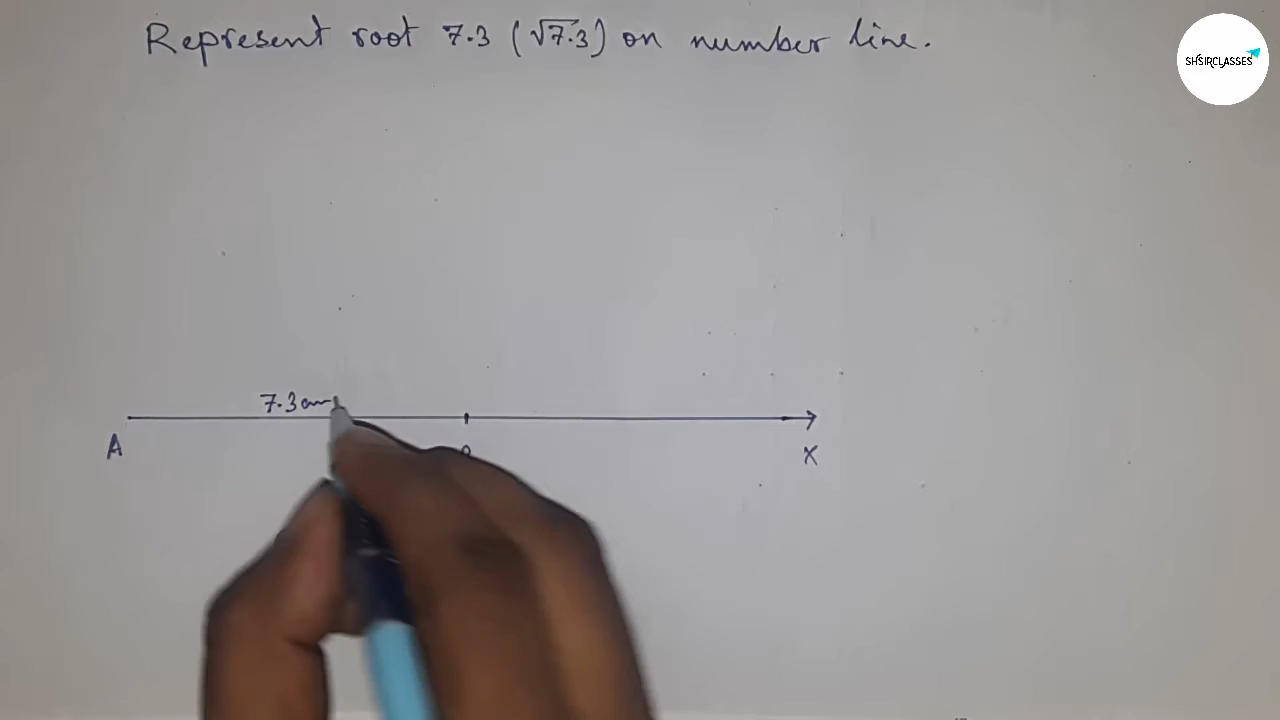 Represent root 7.3 (√7.3) on number line.
SHSIRCLASSES
7.3cm
A
X